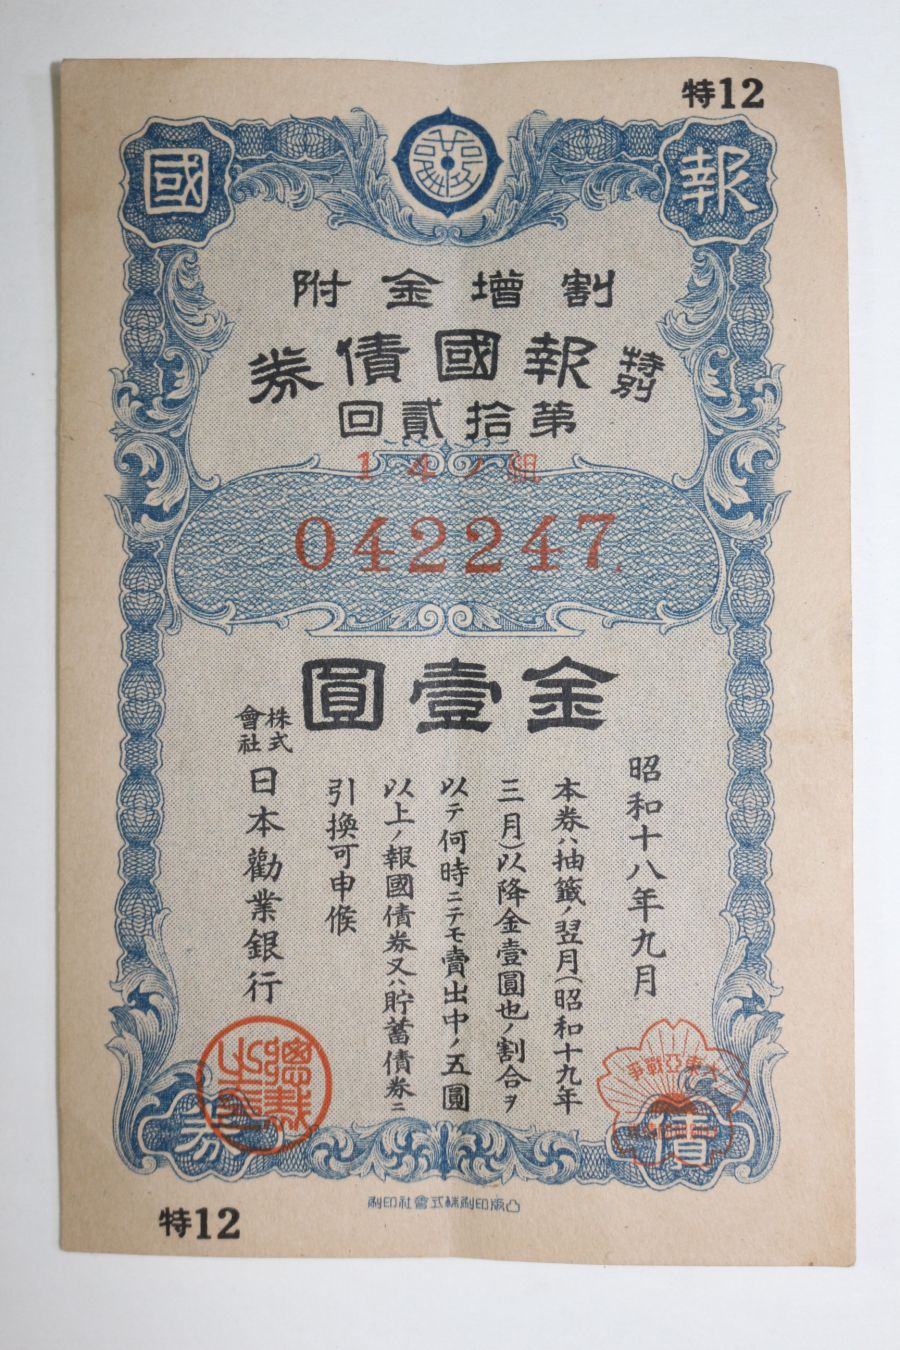 特12
報國
割增金附
特別報國債券
第拾貳回
14ノ組
042247
金壹圓
昭和十八年九月
本券ハ抽籤ノ翌月(昭和十九年
三月)以降金壹圓也ノ割合ヲ
以テ何時ニテモ賣出中ノ五圓
以上ノ報國債券又ハ貯蓄債券ニ
引換可申候
株式會社日本勸業銀行
債券
大東亞戰爭
凸版印刷株式會社印刷
特12